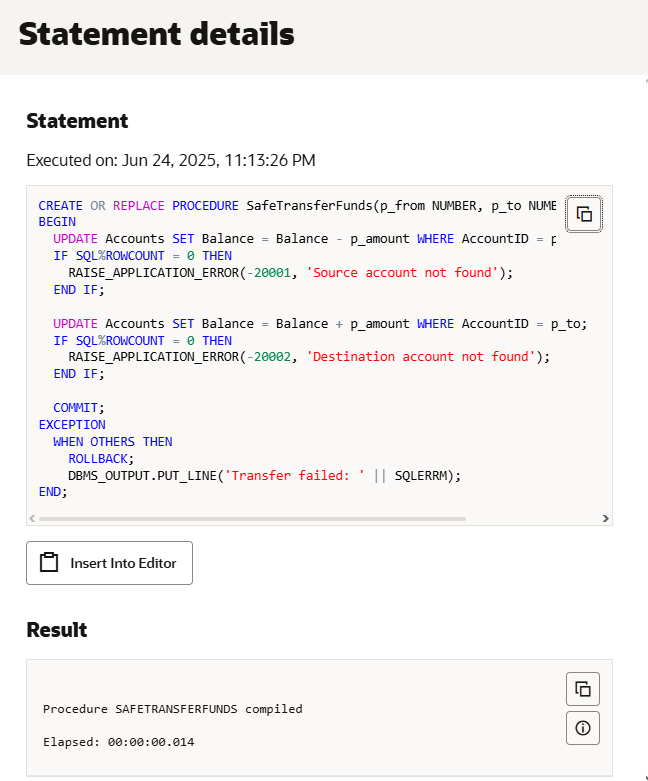 Statement details
Statement
Executed on: Jun 24, 2025, 11:13:26 PM
CREATE OR REPLACE PROCEDURE SafeTransferFunds(p_from NUMBER, p_to
BEGIN
  UPDATE Accounts SET Balance = Balance - p_amount WHERE AccountID =
  IF SQL%ROWCOUNT = 0 THEN
    RAISE_APPLICATION_ERROR(-20001, 'Source account not found');
  END IF;

  UPDATE Accounts SET Balance = Balance + p_amount WHERE AccountID = p_to;
  IF SQL%ROWCOUNT = 0 THEN
    RAISE_APPLICATION_ERROR(-20002, 'Destination account not found');
  END IF;

  COMMIT;
EXCEPTION
  WHEN OTHERS THEN
    ROLLBACK;
    DBMS_OUTPUT.PUT_LINE('Transfer failed: ' || SQLERRM);
END;
Insert Into Editor
Result
Procedure SAFETRANSFERFUNDS compiled
Elapsed: 00:00:00.014